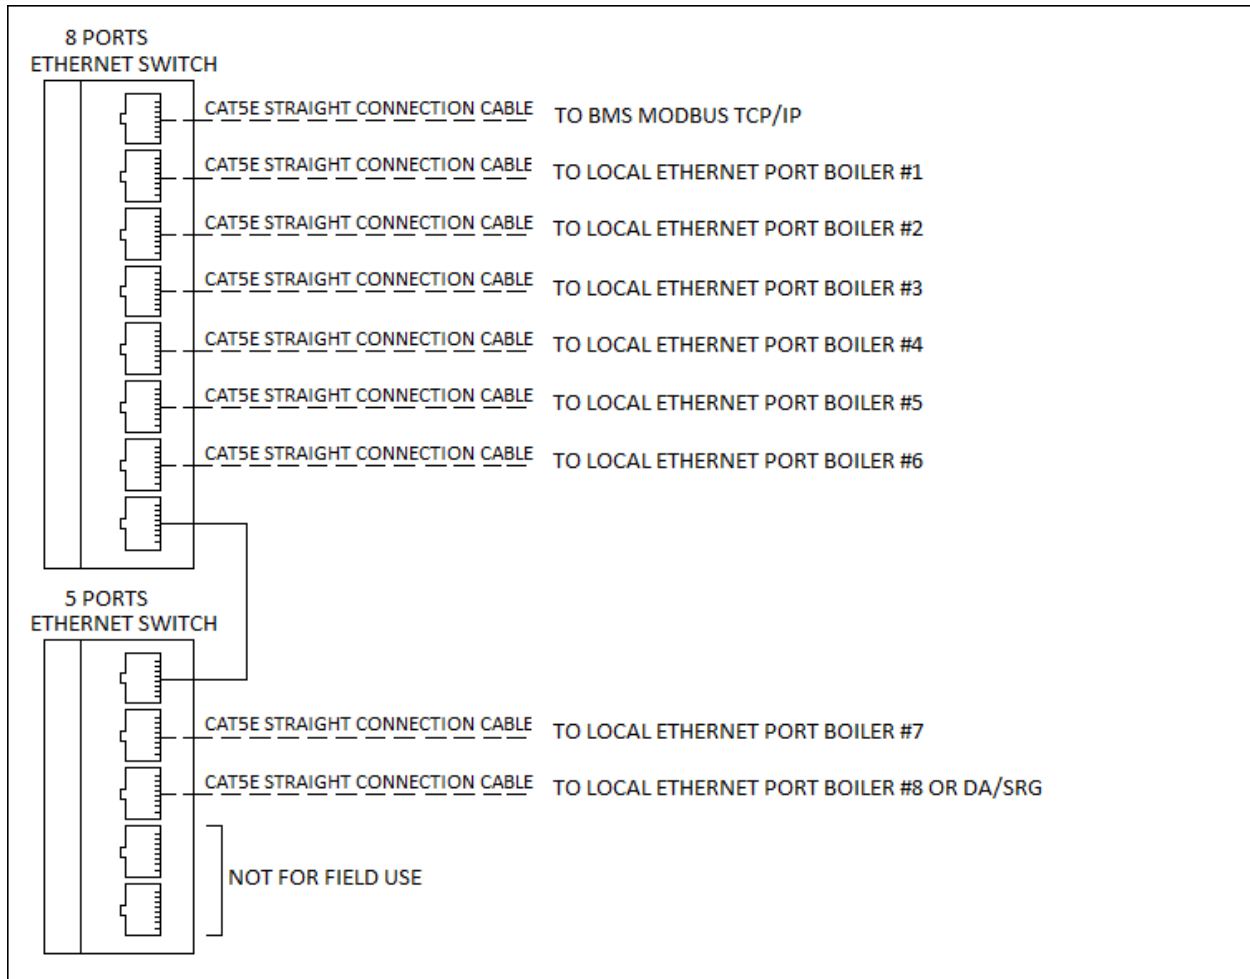 8 PORTS
ETHERNET SWITCH
CAT5E STRAIGHT CONNECTION CABLE TO BMS MODBUS TCP/IP
CAT5E STRAIGHT CONNECTION CABLE TO LOCAL ETHERNET PORT BOILER #1
CAT5E STRAIGHT CONNECTION CABLE TO LOCAL ETHERNET PORT BOILER #2
CAT5E STRAIGHT CONNECTION CABLE TO LOCAL ETHERNET PORT BOILER #3
CAT5E STRAIGHT CONNECTION CABLE TO LOCAL ETHERNET PORT BOILER #4
CAT5E STRAIGHT CONNECTION CABLE TO LOCAL ETHERNET PORT BOILER #5
CAT5E STRAIGHT CONNECTION CABLE TO LOCAL ETHERNET PORT BOILER #6
5 PORTS
ETHERNET SWITCH
CAT5E STRAIGHT CONNECTION CABLE TO LOCAL ETHERNET PORT BOILER #7
CAT5E STRAIGHT CONNECTION CABLE TO LOCAL ETHERNET PORT BOILER #8 OR DA/SRG
NOT FOR FIELD USE